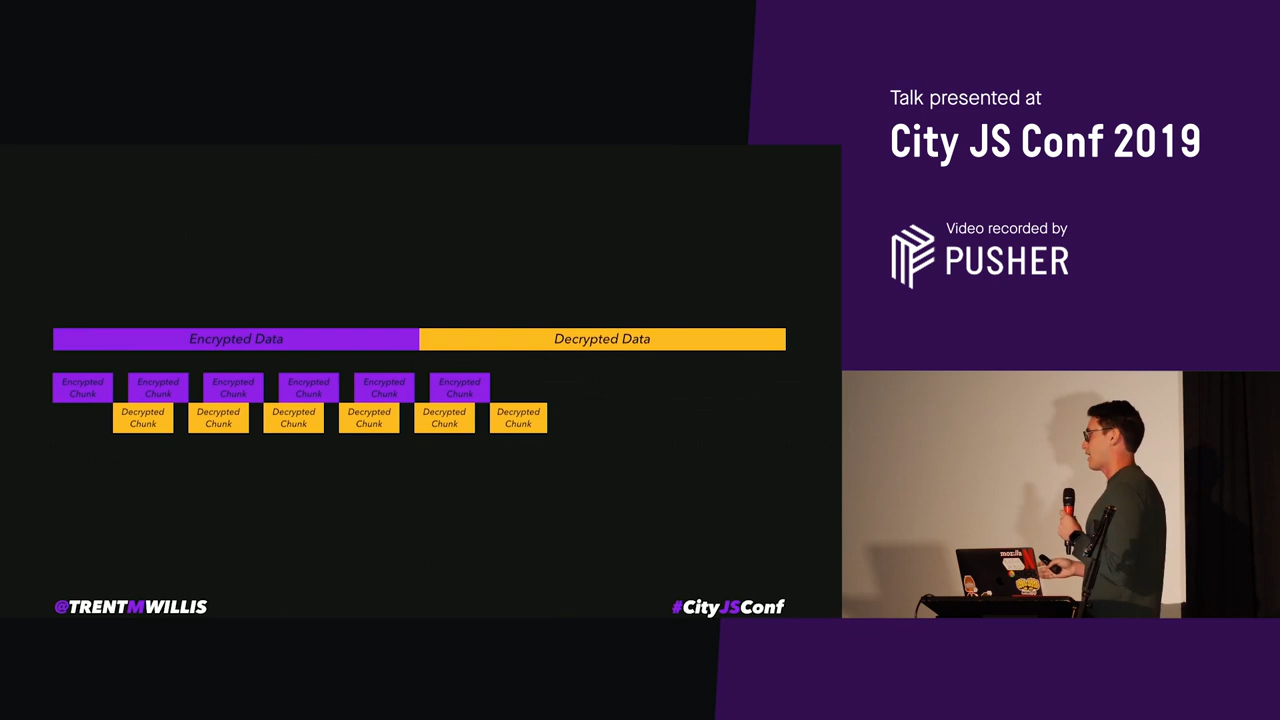 Talk presented at
City JS Conf 2019
Video recorded by
PUSHER
Encrypted Data
Decrypted Data
Encrypted
Chunk
Encrypted
Chunk
Encrypted
Chunk
Encrypted
Chunk
Encrypted
Chunk
Encrypted
Chunk
Decrypted
Chunk
Decrypted
Chunk
Decrypted
Chunk
Decrypted
Chunk
Decrypted
Chunk
Decrypted
Chunk
@TRENTMWILLIS
#CityJSConf
moz://a